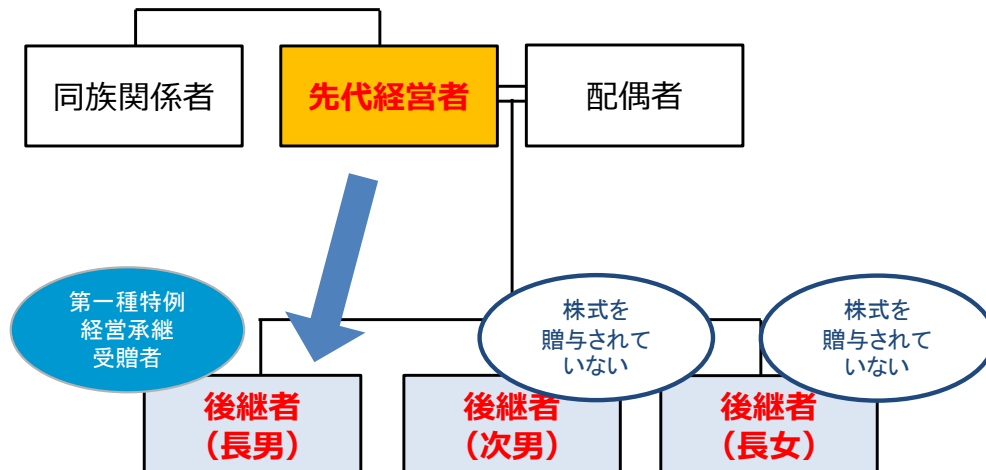 同族関係者
先代経営者
配偶者
第一種特例
経営承継
受贈者
株式を
贈与されて
いない
株式を
贈与されて
いない
後継者
（長男）
後継者
（次男）
後継者
（長女）